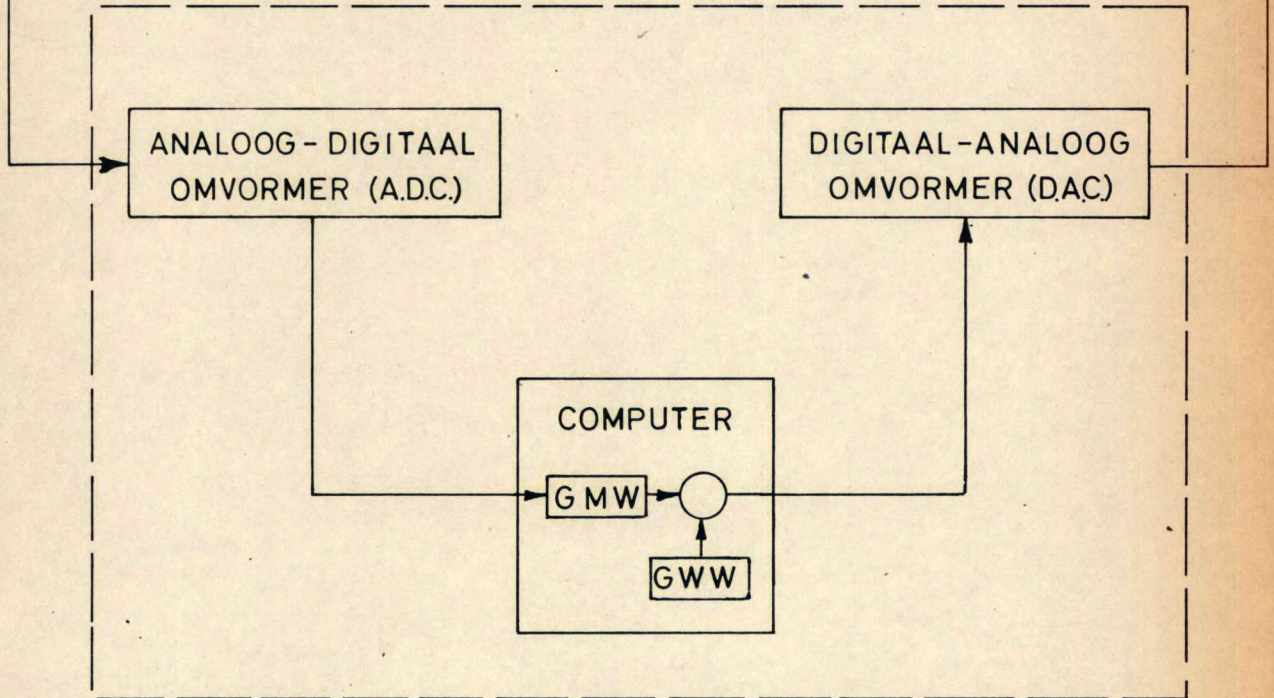 ANALOOG - DIGITAAL
OMVORMER (A.D.C.)
DIGITAAL-ANALOOG
OMVORMER (D.A.C.)
COMPUTER
GMW
GWW